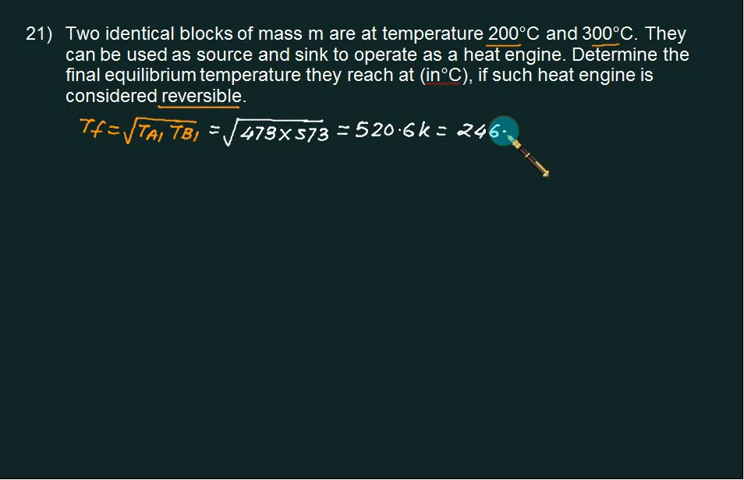 21) Two identical blocks of mass m are at temperature 200°C and 300°C. They
can be used as source and sink to operate as a heat engine. Determine the
final equilibrium temperature they reach at (in°C), if such heat engine is
considered reversible.
Tf = √TA1 TB1 = √473 x 573 = 520.6k = 246.